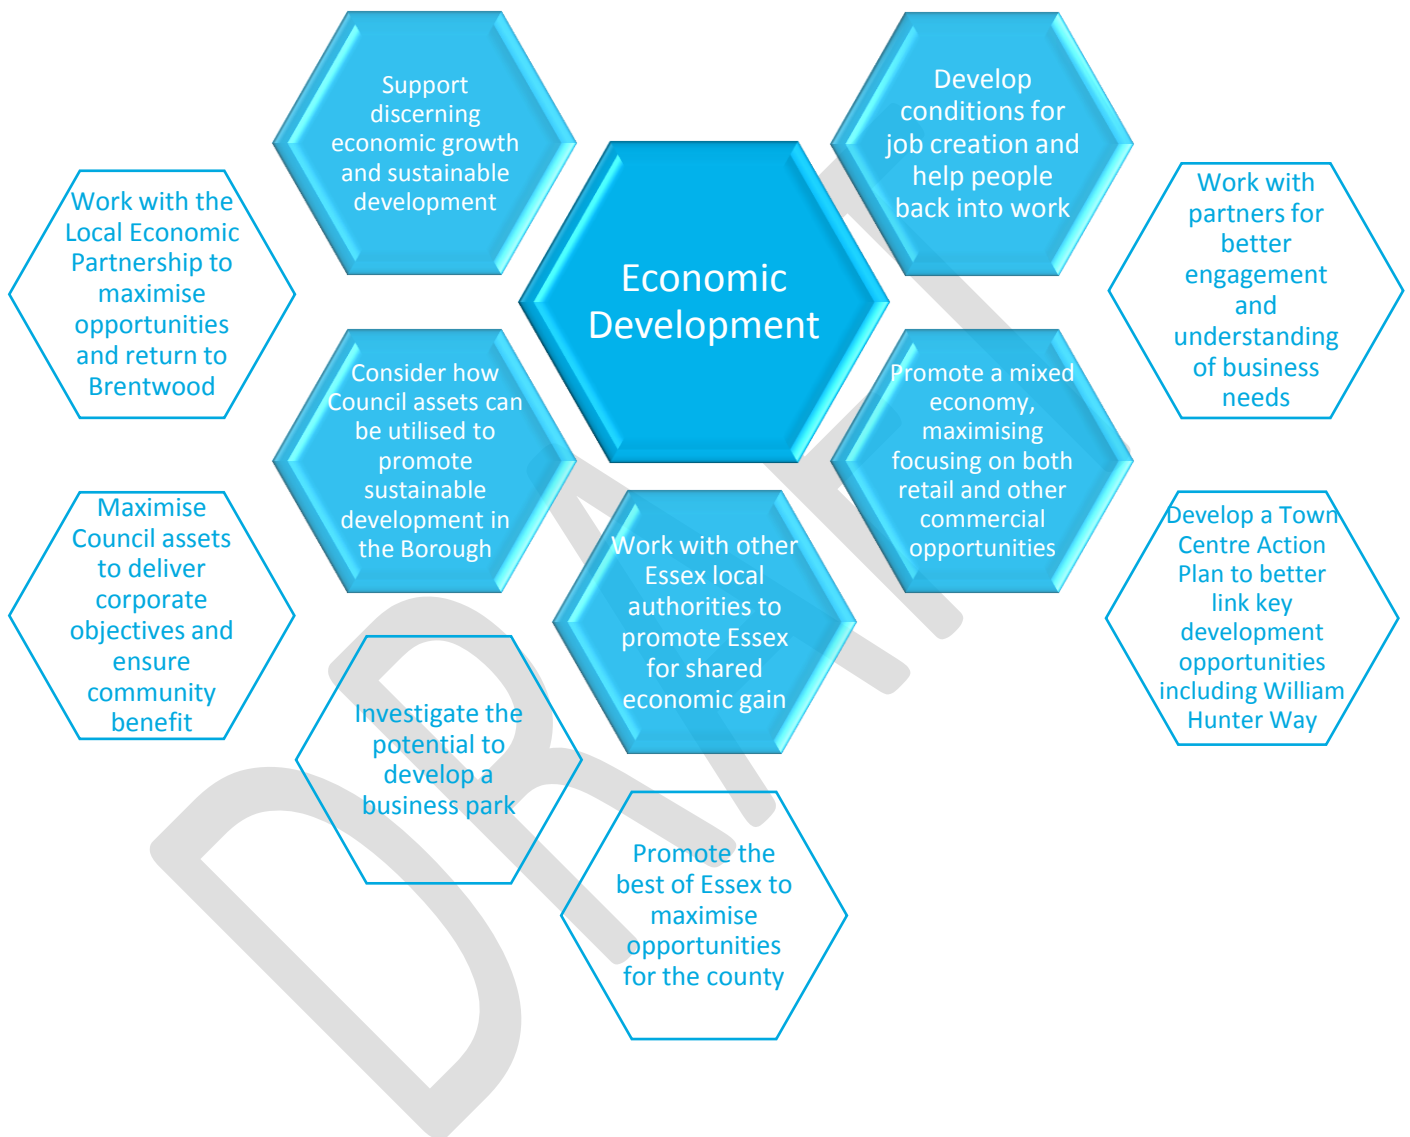 Support
discerning
economic growth
and sustainable
development
Develop
conditions for
job creation and
help people
back into work
Work with the
Local Economic
Partnership to
maximise
opportunities
and return to
Brentwood
Economic
Development
Work with
partners for
better
engagement
and
understanding
of business
needs
Consider how
Council assets can
be utilised to
promote
sustainable
development in
the Borough
Promote a mixed
economy,
maximising
focusing on both
retail and other
commercial
opportunities
Maximise
Council assets
to deliver
corporate
objectives and
ensure
community
benefit
Work with other
Essex local
authorities to
promote Essex
for shared
economic gain
Develop a Town
Centre Action
Plan to better
link key
development
opportunities
including William
Hunter Way
Investigate the
potential to
develop a
business park
Promote the
best of Essex to
maximise
opportunities
for the county
DRAFT